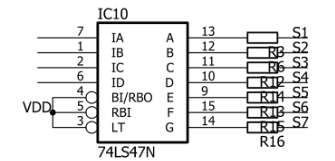 IC10
7 IA A 13 S1
1 IB B 12 R3 S2
2 IC C 11 R6 S3
6 ID D 10 R12 S4
4 BI/RBO E 9 R14 S5
VDD 5 RBI F 15 R13 S6
3 LT G 14 R15 S7
R16
74LS47N